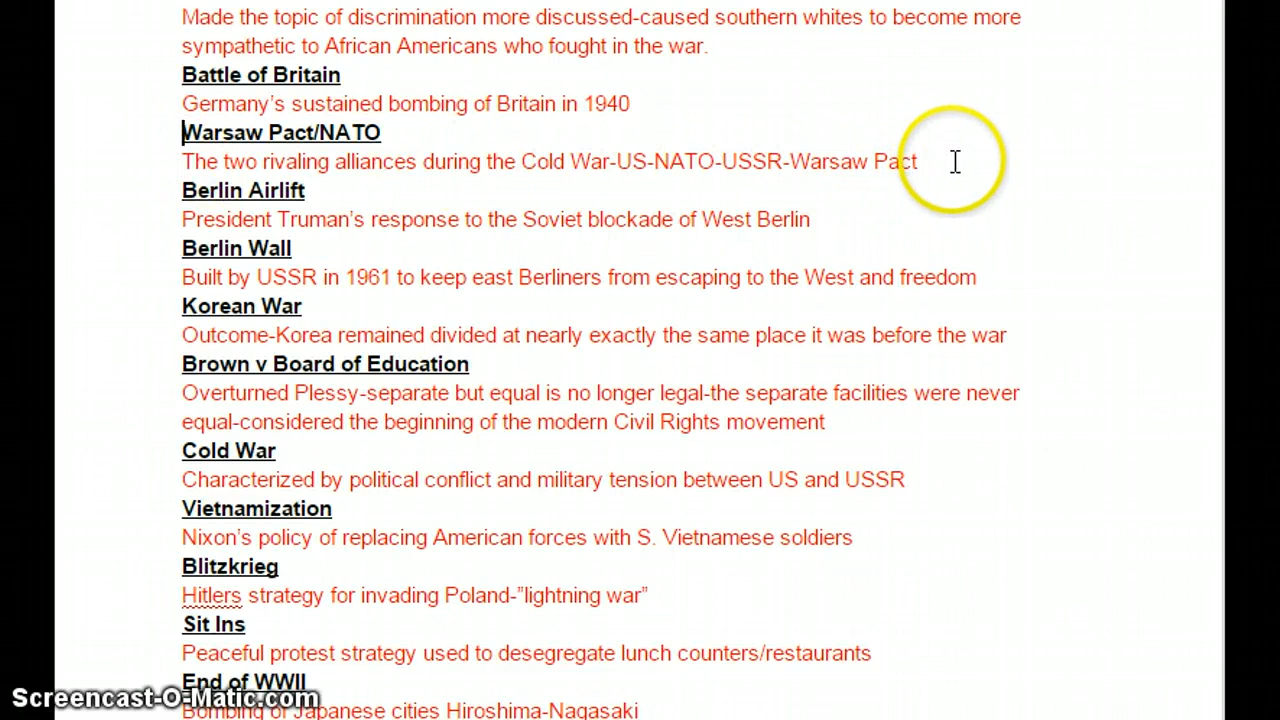 Made the topic of discrimination more discussed-caused southern whites to become more
sympathetic to African Americans who fought in the war.
Battle of Britain
Germany's sustained bombing of Britain in 1940
Warsaw Pact/NATO
The two rivaling alliances during the Cold War-US-NATO-USSR-Warsaw Pact
Berlin Airlift
President Truman's response to the Soviet blockade of West Berlin
Berlin Wall
Built by USSR in 1961 to keep east Berliners from escaping to the West and freedom
Korean War
Outcome-Korea remained divided at nearly exactly the same place it was before the war
Brown v Board of Education
Overturned Plessy-separate but equal is no longer legal-the separate facilities were never
equal-considered the beginning of the modern Civil Rights movement
Cold War
Characterized by political conflict and military tension between US and USSR
Vietnamization
Nixon's policy of replacing American forces with S. Vietnamese soldiers
Blitzkrieg
Hitlers strategy for invading Poland-"lightning war"
Sit Ins
Peaceful protest strategy used to desegregate lunch counters/restaurants
End of WWII
Screencast-O-Matic.com
Bombing of Japanese cities Hiroshima-Nagasaki